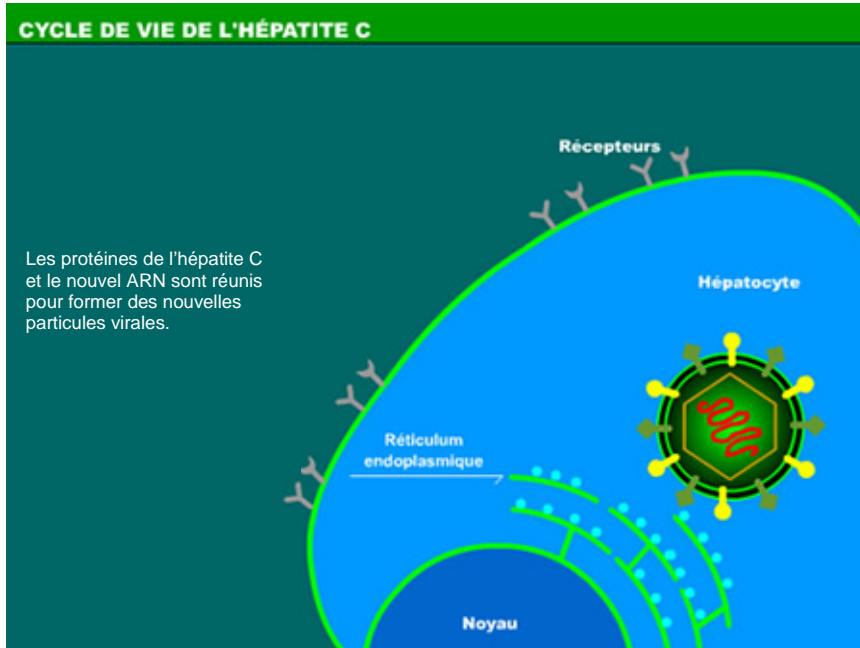 CYCLE DE VIE DE L'HÉPATITE C
Récepteurs
Les protéines de l'hépatite C
et le nouvel ARN sont réunis
pour former des nouvelles
particules virales.
Hépatocyte
Réticulum
endoplasmique
Noyau